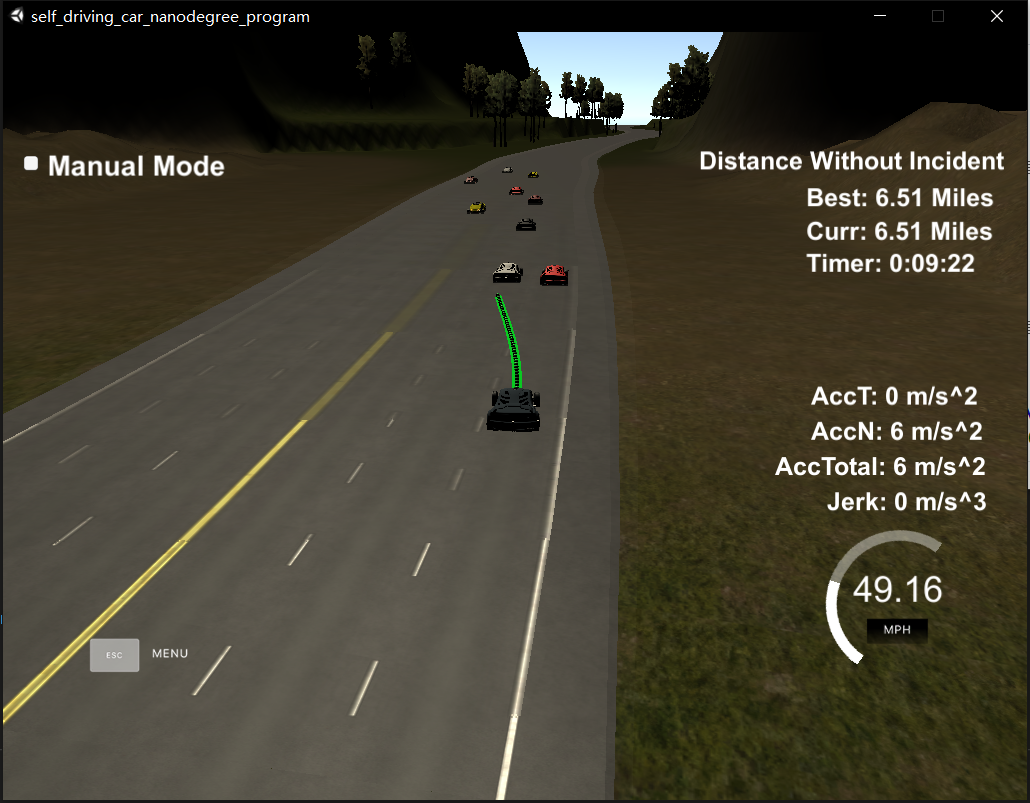 self_driving_car_nanodegree_program
Manual Mode
Distance Without Incident
Best: 6.51 Miles
Curr: 6.51 Miles
Timer: 0:09:22
AccT: 0 m/s^2
AccN: 6 m/s^2
AccTotal: 6 m/s^2
Jerk: 0 m/s^3
49.16
MPH
ESC MENU